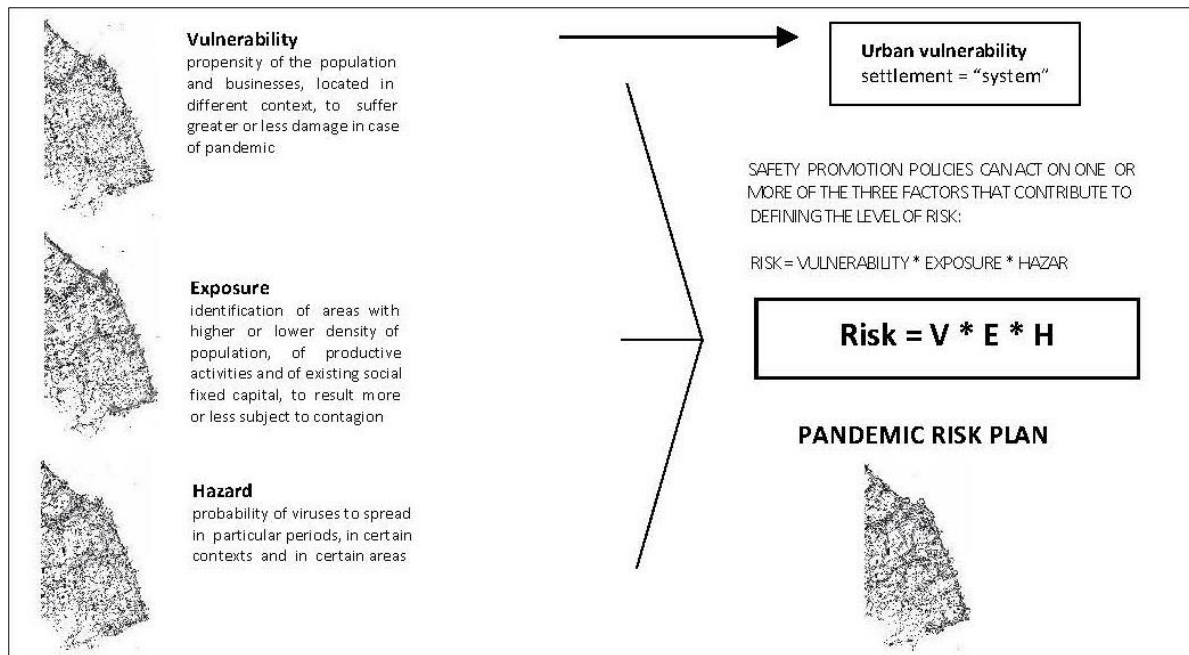 Vulnerability
propensity of the population
and businesses, located in
different context, to suffer
greater or less damage in case
of pandemic
Exposure
identification of areas with
higher or lower density of
population, of productive
activities and of existing social
fixed capital, to result more
or less subject to contagion
Hazard
probability of viruses to spread
in particular periods, in certain
contexts and in certain areas
Urban vulnerability
settlement = “system”
SAFETY PROMOTION POLICIES CAN ACT ON ONE OR
MORE OF THE THREE FACTORS THAT CONTRIBUTE TO
DEFINING THE LEVEL OF RISK:
RISK = VULNERABILITY * EXPOSURE * HAZAR
Risk = V * E * H
PANDEMIC RISK PLAN